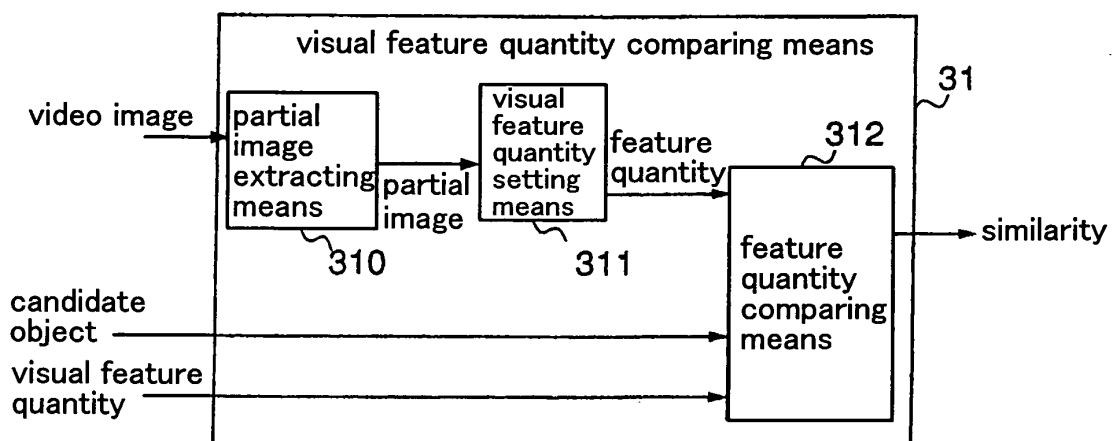 visual feature quantity comparing means
31
video image
partial
image
extracting
means
310
partial
image
visual
feature
quantity
setting
means
311
feature
quantity
312
feature
quantity
comparing
means
similarity
candidate
object
visual feature
quantity